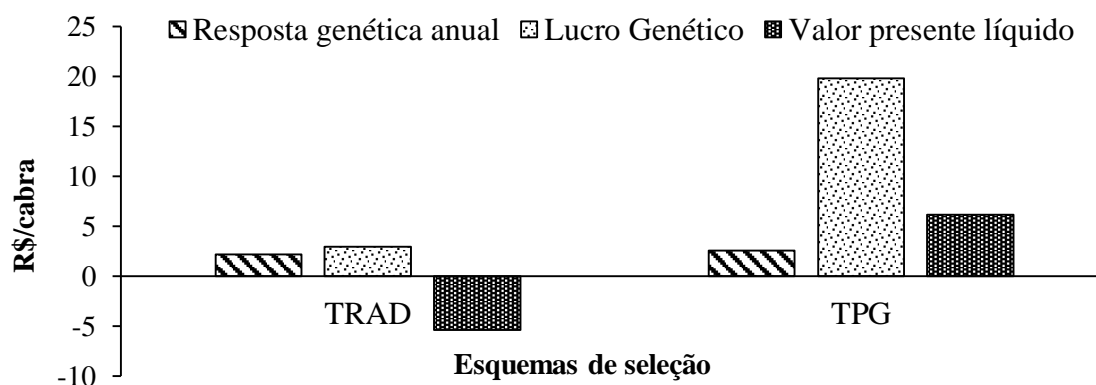 25
Resposta genética anual Lucro Genético Valor presente líquido
20
15
10
5
0
-5
-10
R$/cabra
TRAD TPG
Esquemas de seleção